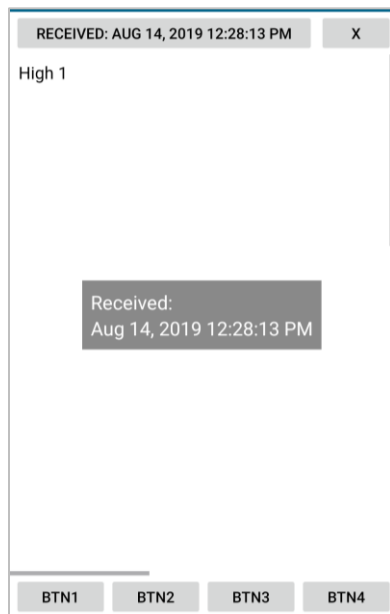 RECEIVED: AUG 14, 2019 12:28:13 PM
X
High 1
Received:
Aug 14, 2019 12:28:13 PM
BTN1
BTN2
BTN3
BTN4